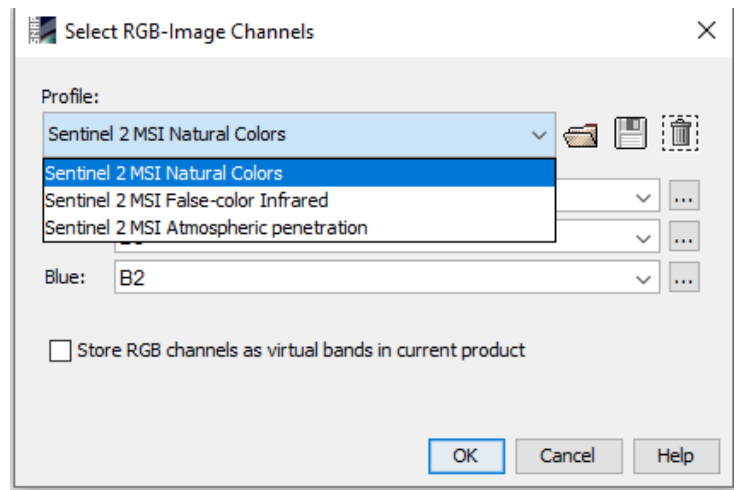 Select RGB-Image Channels
Profile:
Sentinel 2 MSI Natural Colors
Sentinel 2 MSI Natural Colors
Sentinel 2 MSI False-color Infrared
Sentinel 2 MSI Atmospheric penetration
Blue: B2
Store RGB channels as virtual bands in current product
OK Cancel Help